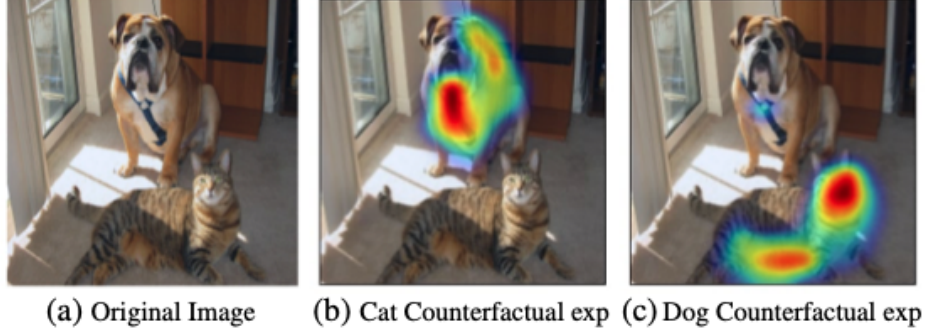 (a) Original Image
(b) Cat Counterfactual exp
(c) Dog Counterfactual exp